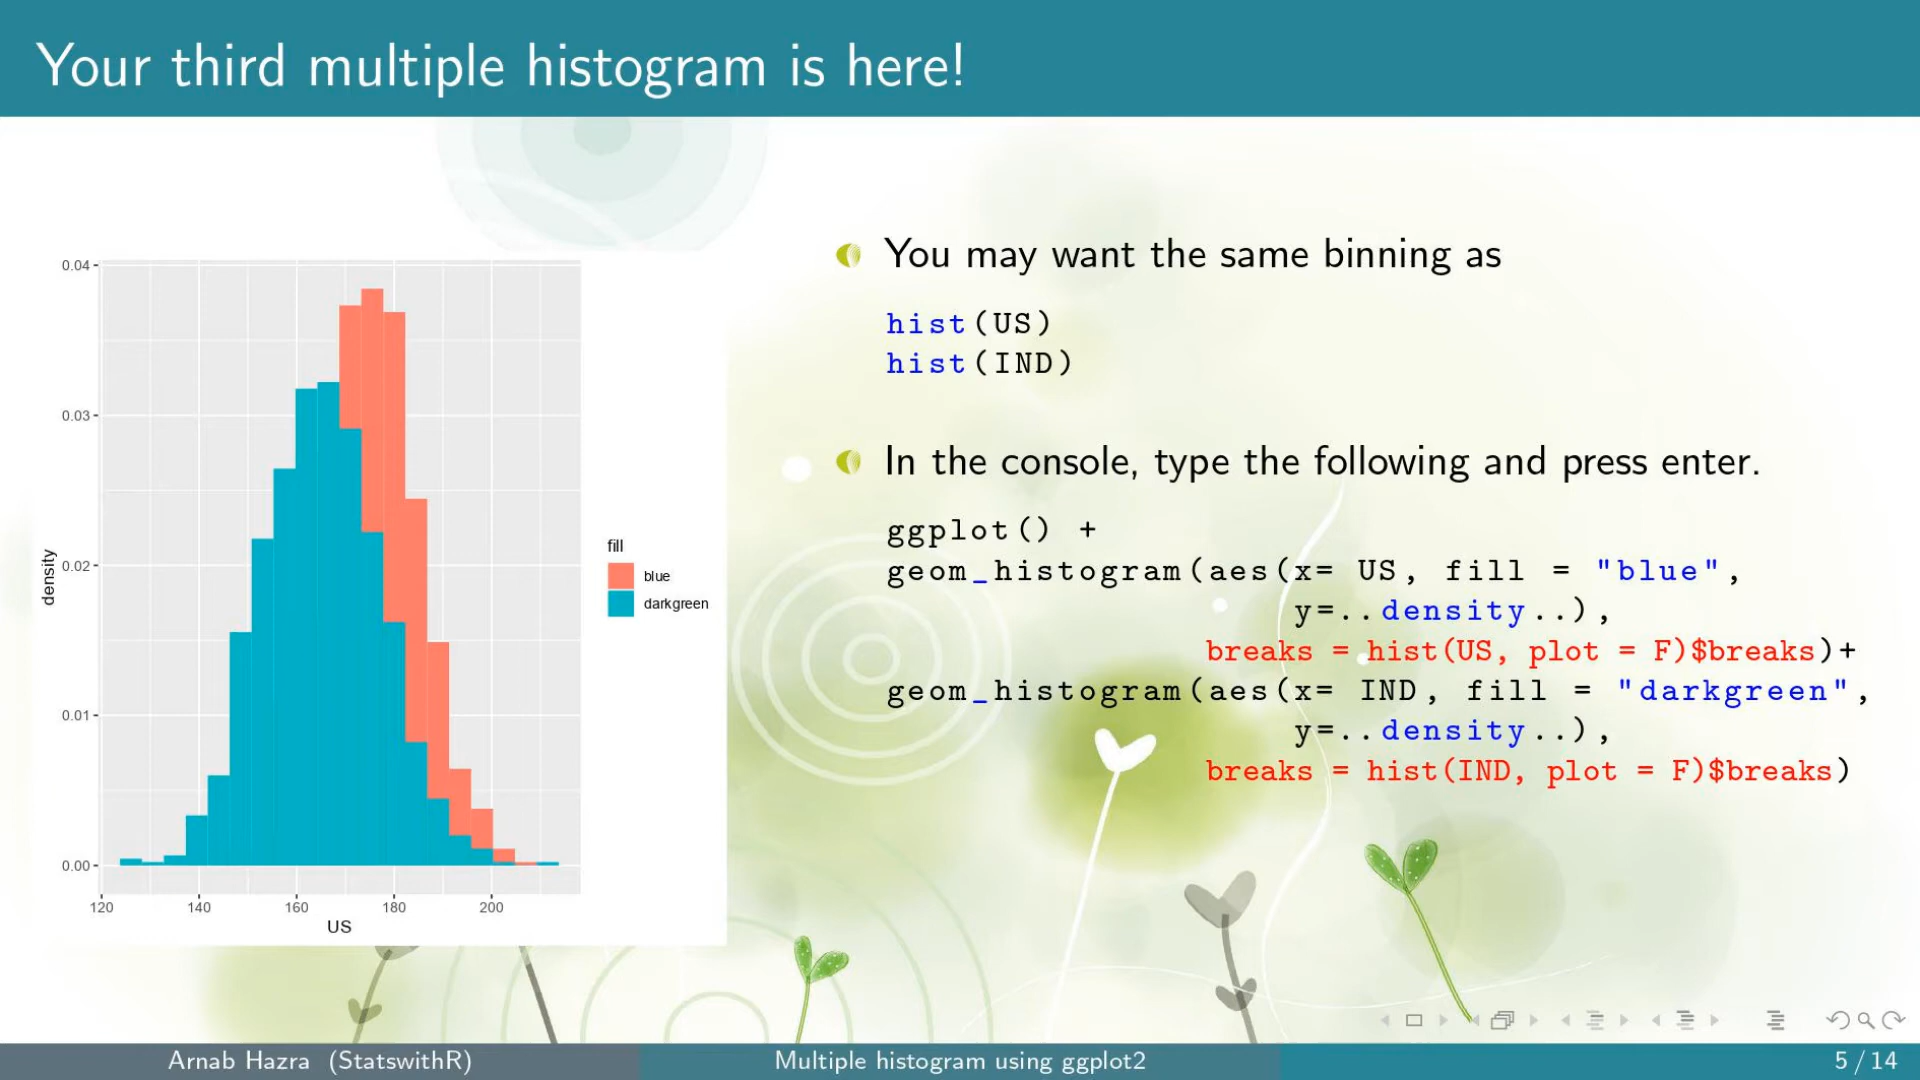 Your third multiple histogram is here!
0.04
0.03
0.02
0.01
0.00
density
120 140 160 180 200
US
fill
blue
darkgreen
You may want the same binning as
hist(US)
hist(IND)
In the console, type the following and press enter.
ggplot() +
geom_histogram(aes(x= US, fill = "blue",
y=..density..),
breaks = hist(US, plot = F)$breaks)+
geom_histogram(aes(x= IND, fill = "darkgreen",
y=..density..),
breaks = hist(IND, plot = F)$breaks)
Arnab Hazra (StatswithR) Multiple histogram using ggplot2 5 / 14